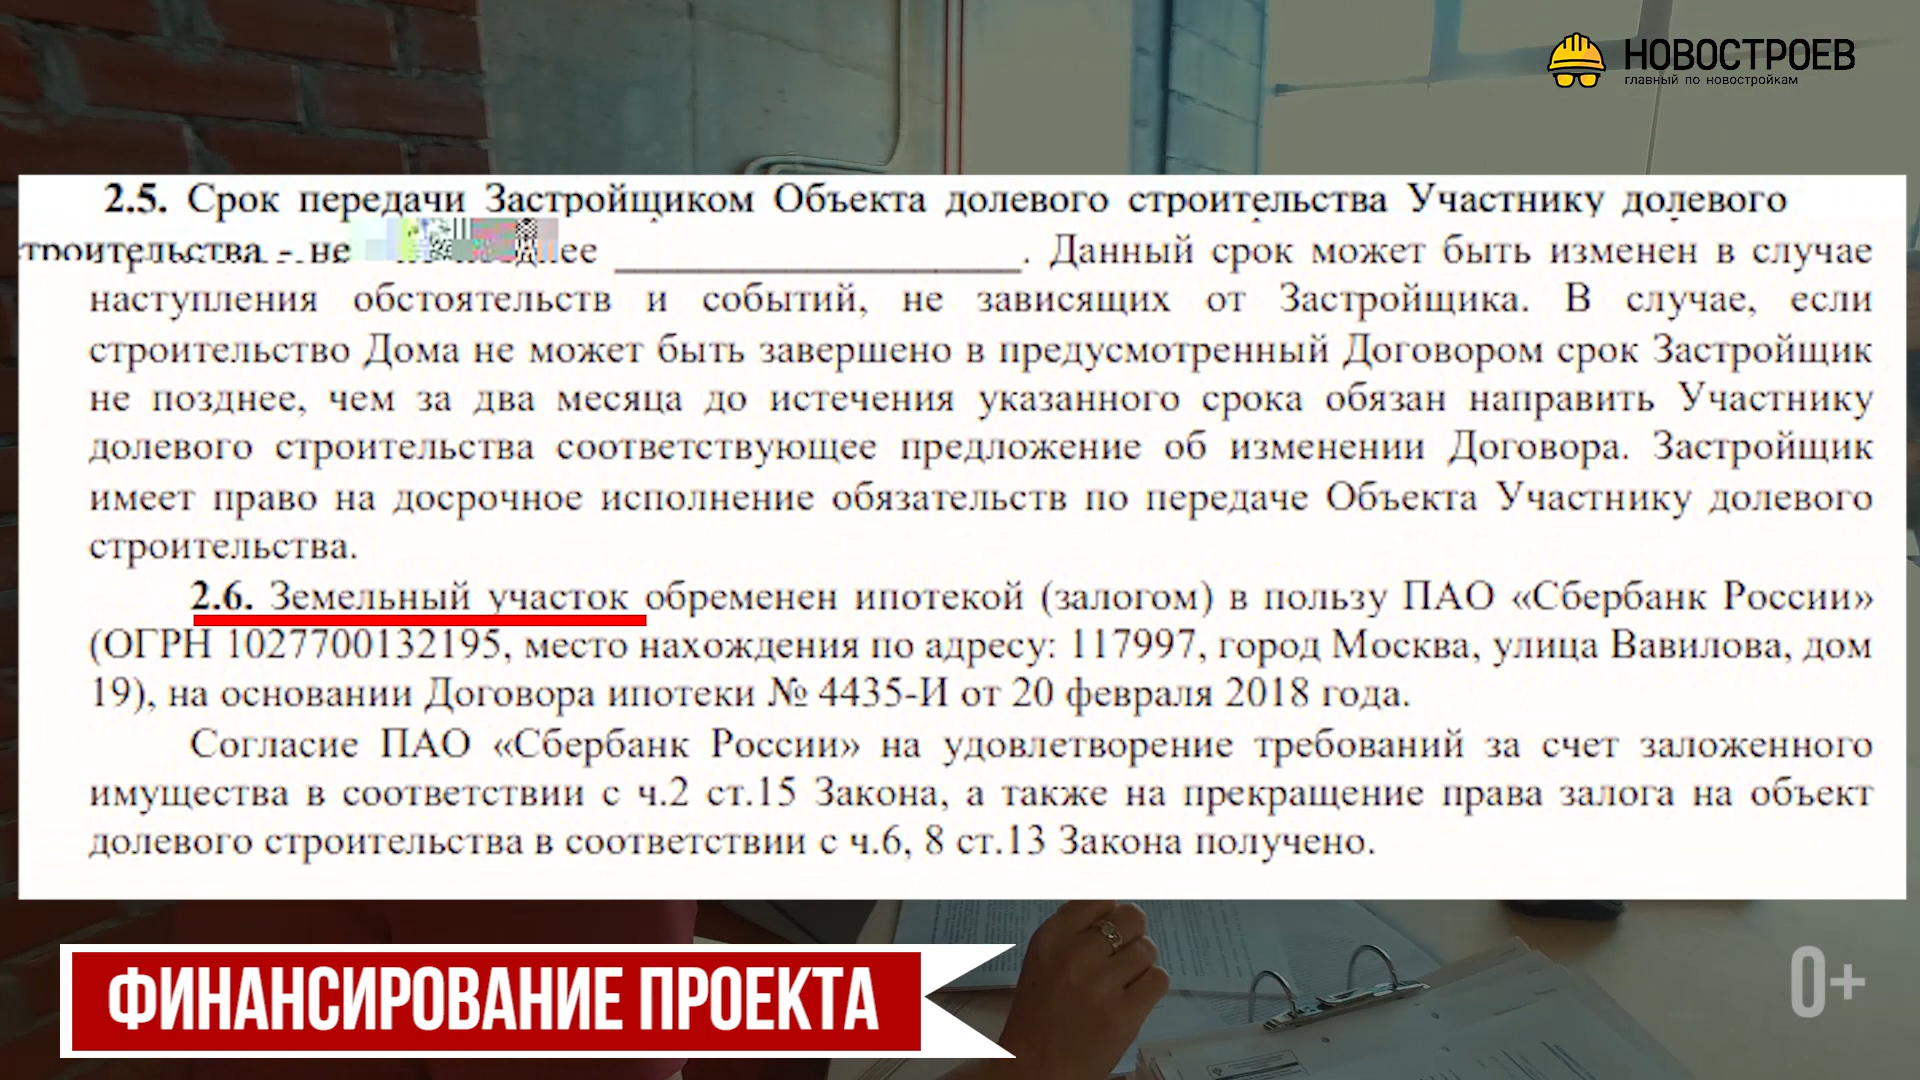 НОВОСТРОЕВ
главный по новостройкам
2.5. Срок передачи Застройщиком Объекта долевого строительства Участнику долевого
троительства - не ____________________. Данный срок может быть изменен в случае
наступления обстоятельств и событий, не зависящих от Застройщика. В случае, если
строительство Дома не может быть завершено в предусмотренный Договором срок Застройщик
не позднее, чем за два месяца до истечения указанного срока обязан направить Участнику
долевого строительства соответствующее предложение об изменении Договора. Застройщик
имеет право на досрочное исполнение обязательств по передаче Объекта Участнику долевого
строительства.
2.6. Земельный участок обременен ипотекой (залогом) в пользу ПАО «Сбербанк России»
(ОГРН 1027700132195, место нахождения по адресу: 117997, город Москва, улица Вавилова, дом
19), на основании Договора ипотеки № 4435-И от 20 февраля 2018 года.
Согласие ПАО «Сбербанк России» на удовлетворение требований за счет заложенного
имущества в соответствии с ч.2 ст.15 Закона, а также на прекращение права залога на объект
долевого строительства в соответствии с ч.6, 8 ст.13 Закона получено.
ФИНАНСИРОВАНИЕ ПРОЕКТА
0+